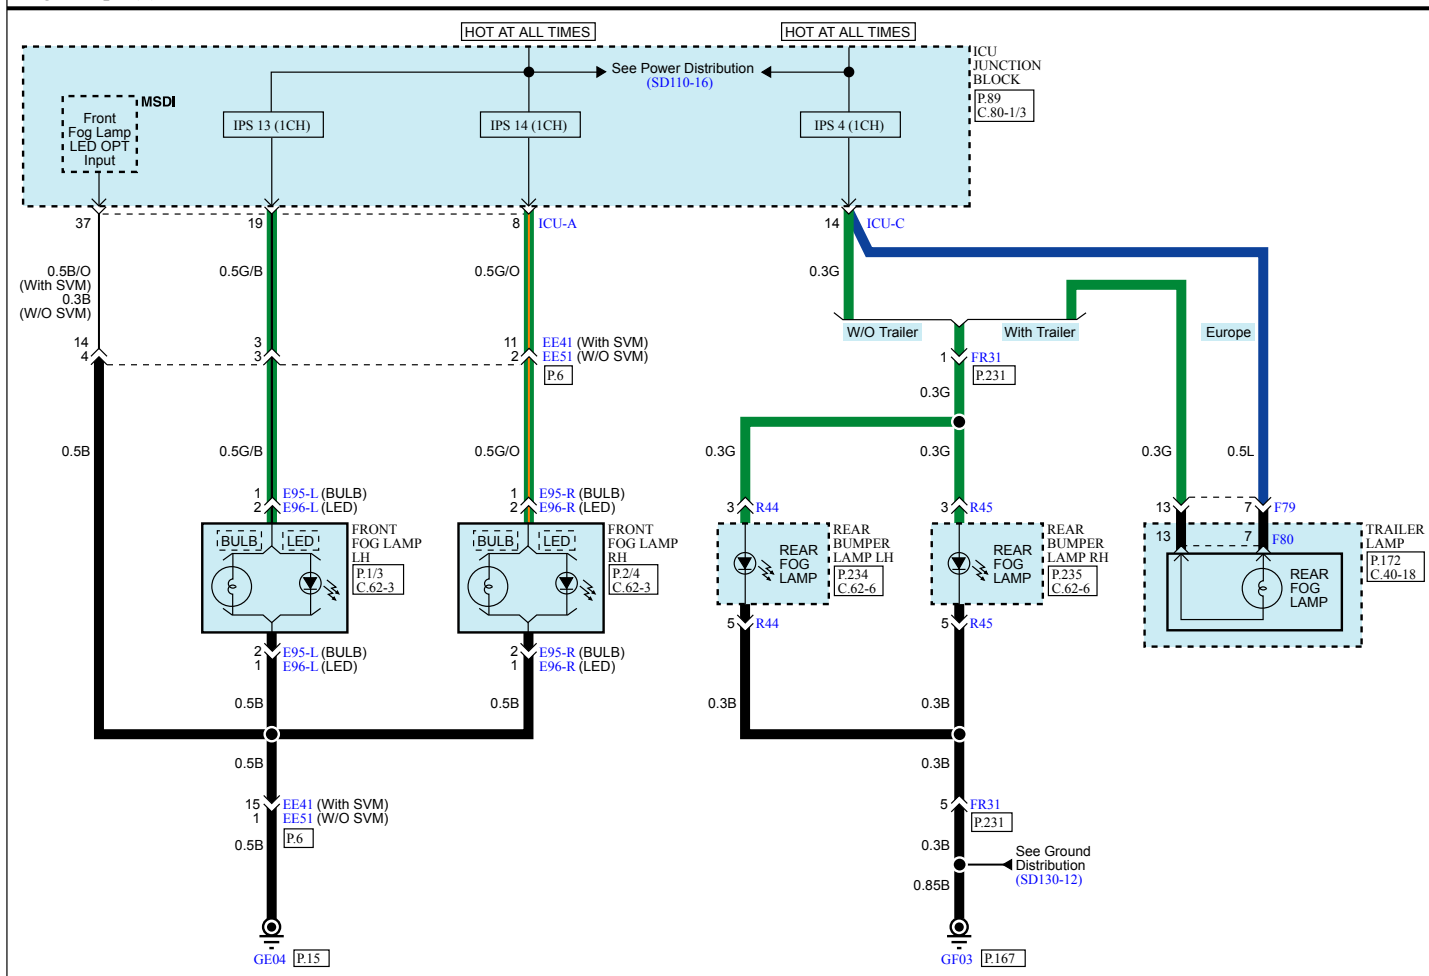 HOT AT ALL TIMES
HOT AT ALL TIMES
ICU
JUNCTION
BLOCK
P.89
C.80-1/3
See Power Distribution
(SD110-16)
MSDI
Front
Fog Lamp
LED OPT
Input
IPS 13 (1CH)
IPS 14 (1CH)
IPS 4 (1CH)
37
19
8
ICU-A
14
ICU-C
0.5B/O
(With SVM)
0.3B
(W/O SVM)
0.5G/B
0.5G/O
0.3G
W/O Trailer
With Trailer
Europe
14
4
3
3
11
2
EE41 (With SVM)
EE51 (W/O SVM)
P.6
1
FR31
P.231
0.3G
0.5B
0.5G/B
0.5G/O
0.3G
0.3G
0.3G
0.5L
1
2
E95-L (BULB)
E96-L (LED)
1
2
E95-R (BULB)
E96-R (LED)
3
R44
3
R45
13
7
F79
BULB
LED
FRONT
FOG LAMP
LH
P.1/3
C.62-3
BULB
LED
FRONT
FOG LAMP
RH
P.2/4
C.62-3
REAR
FOG
LAMP
REAR
BUMPER
LAMP LH
P.234
C.62-6
REAR
FOG
LAMP
REAR
BUMPER
LAMP RH
P.235
C.62-6
13
7
F80
REAR
FOG
LAMP
TRAILER
LAMP
P.172
C.40-18
2
1
E95-L (BULB)
E96-L (LED)
2
1
E95-R (BULB)
E96-R (LED)
5
R44
5
R45
0.5B
0.5B
0.3B
0.3B
0.5B
0.3B
15
1
EE41 (With SVM)
EE51 (W/O SVM)
P.6
5
FR31
P.231
0.5B
0.3B
See Ground
Distribution
(SD130-12)
0.85B
GE04
P.15
GF03
P.167